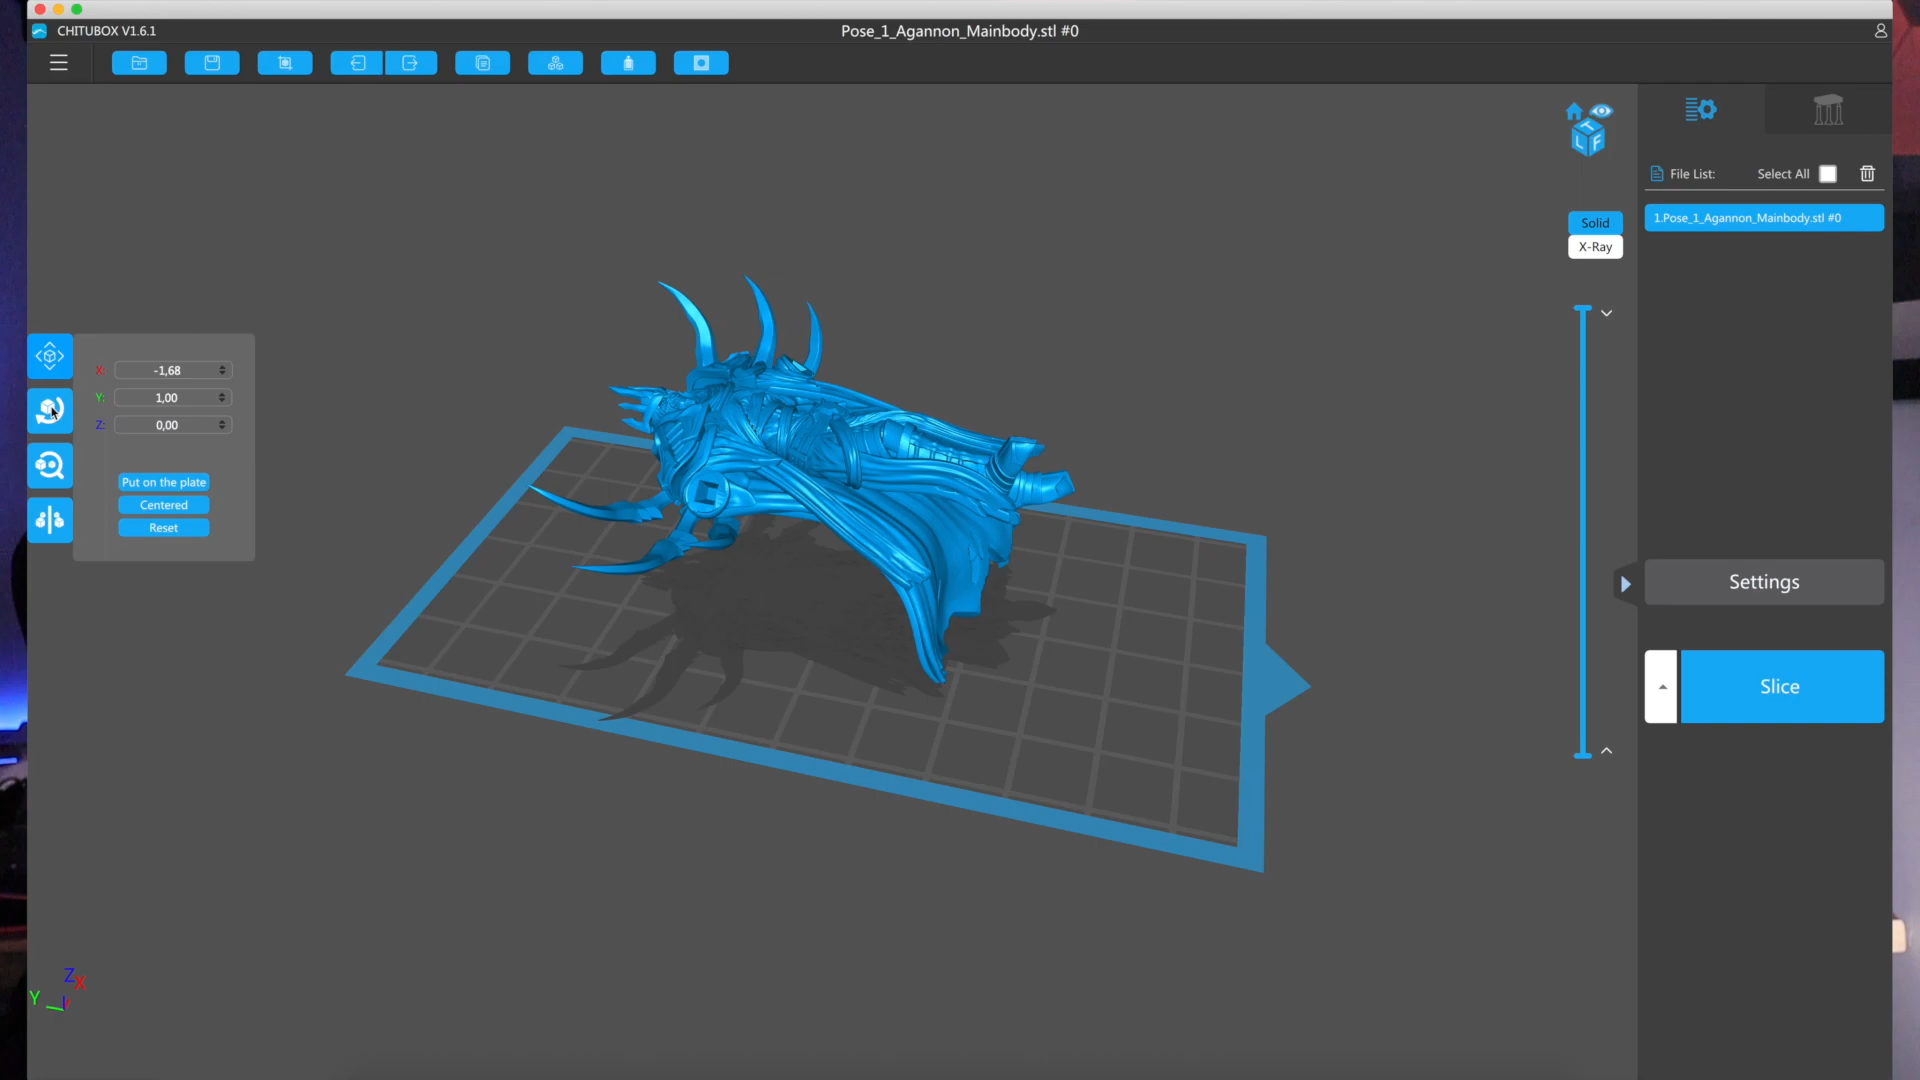 CHITUBOX V1.6.1
Pose_1_Agannon_Mainbody.stl #0
T
L F
File List: Select All
1.Pose_1_Agannon_Mainbody.stl #0
Solid
X-Ray
X: -1,68
Y: 1,00
Z: 0,00
Put on the plate
Centered
Reset
Settings
Slice
Z X
Y